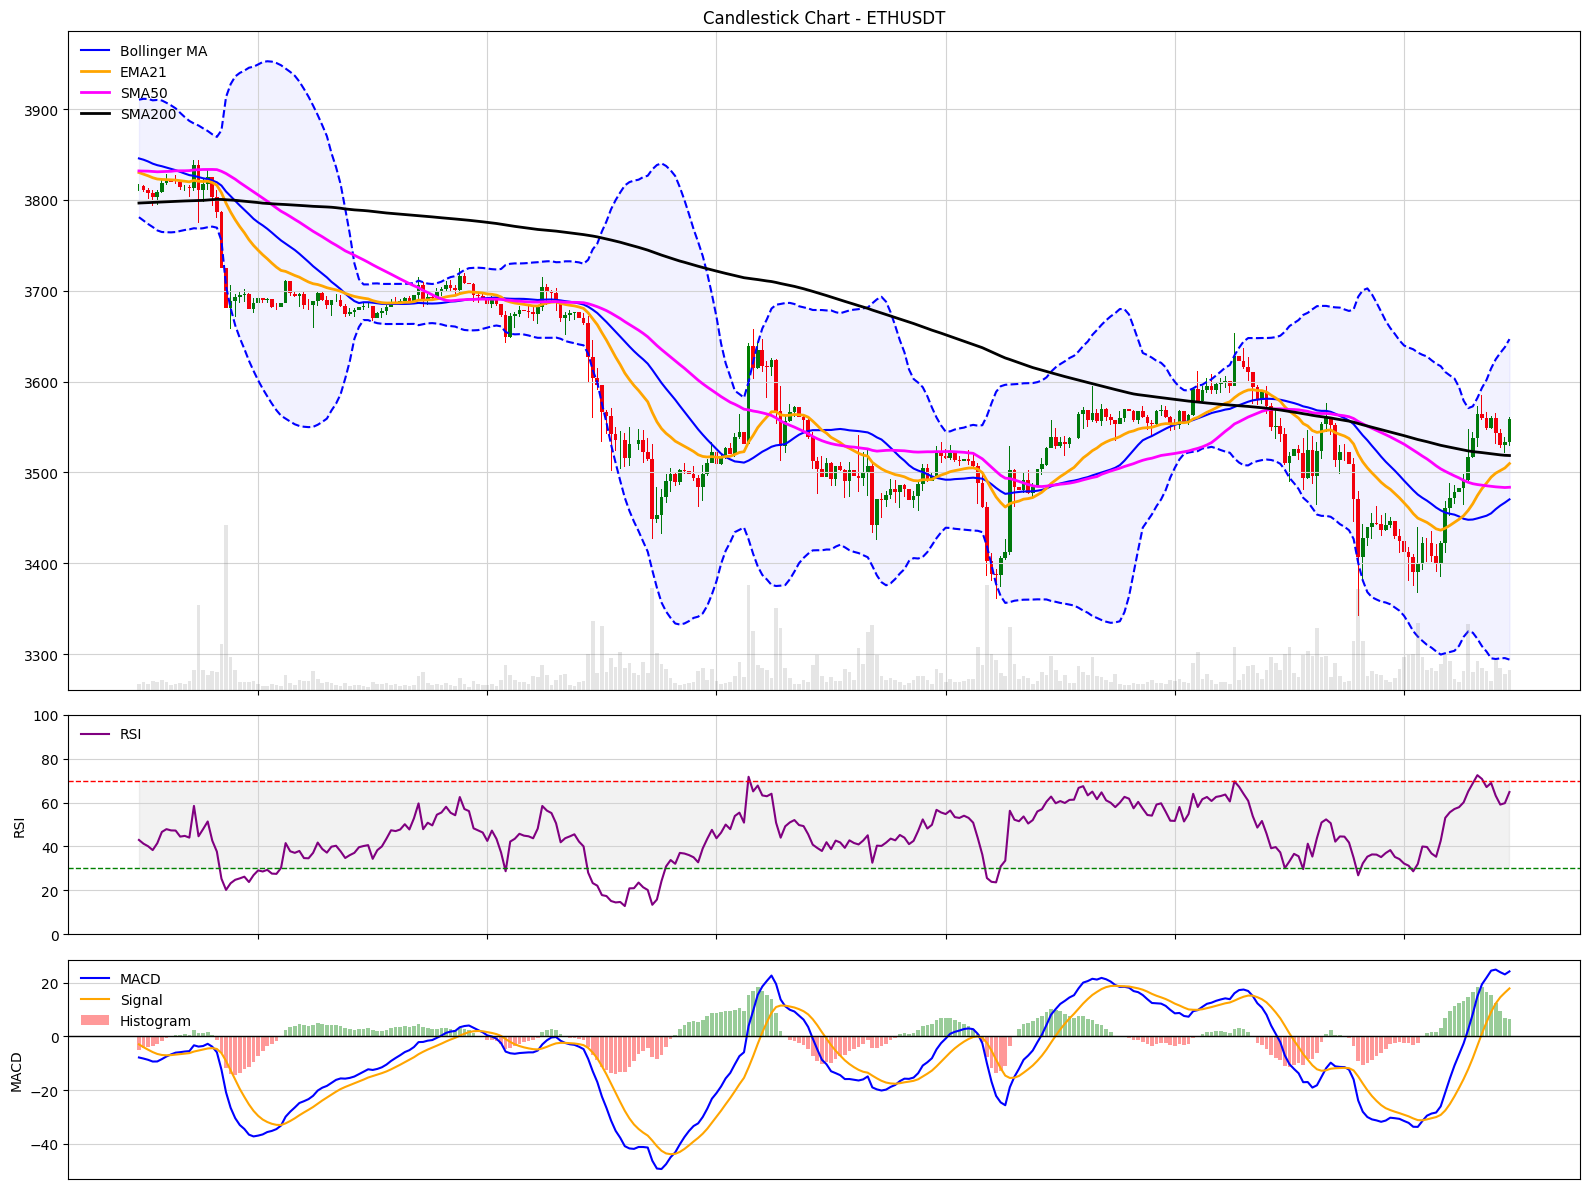 Candlestick Chart - ETHUSDT
Bollinger MA
EMA21
SMA50
SMA200
3900
3800
3700
3600
3500
3400
3300
RSI
100
80
60
40
20
0
RSI
MACD
Signal
Histogram
20
0
−20
−40
MACD